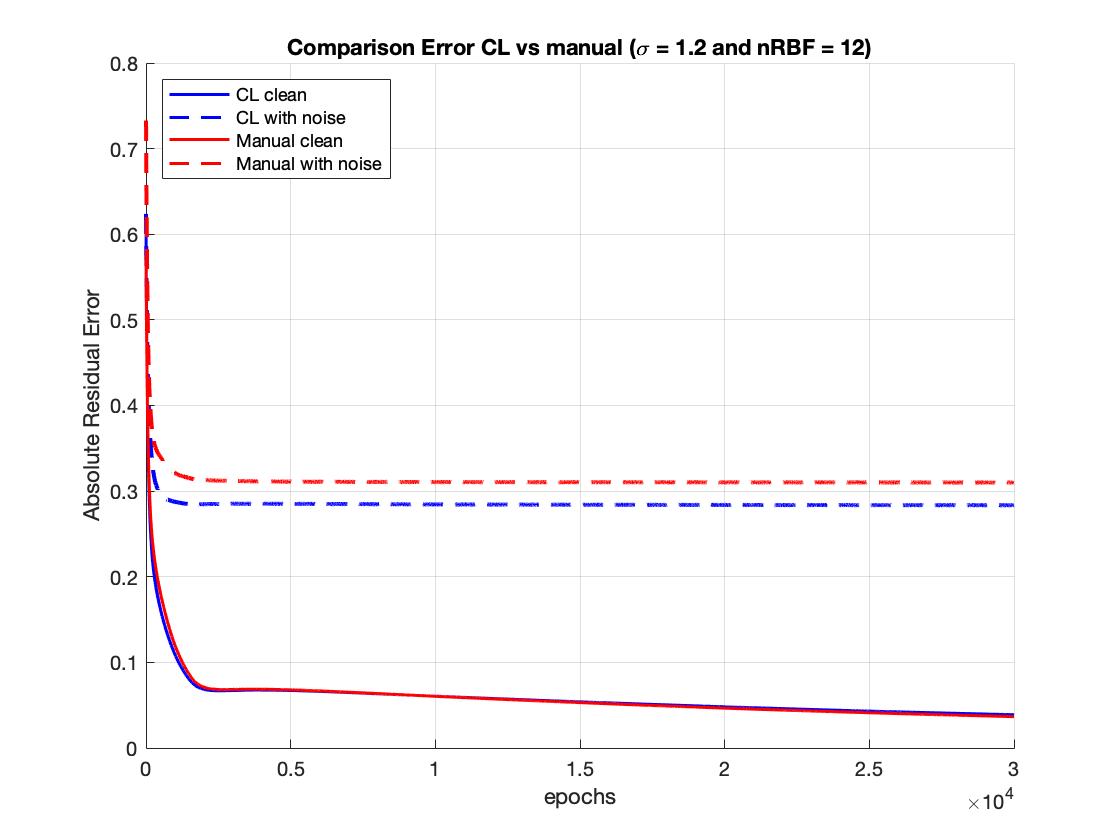 Comparison Error CL vs manual (σ = 1.2 and nRBF = 12)
CL clean
CL with noise
Manual clean
Manual with noise
Absolute Residual Error
0.8
0.7
0.6
0.5
0.4
0.3
0.2
0.1
0
0 0.5 1 1.5 2 2.5 3
epochs
×10⁴